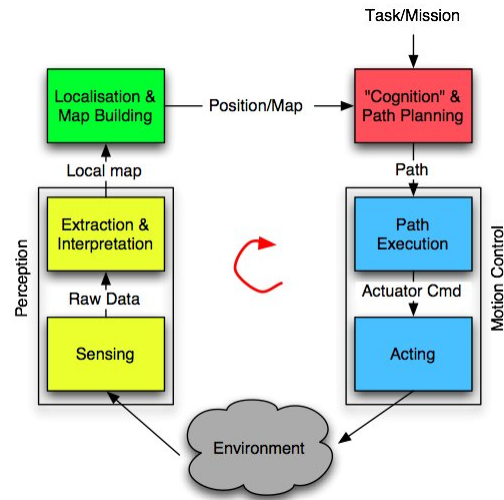 Task/Mission
Localisation &
Map Building
Position/Map
"Cognition" &
Path Planning
Local map
Path
Perception
Extraction &
Interpretation
Raw Data
Sensing
Path
Execution
Actuator Cmd
Acting
Motion Control
Environment